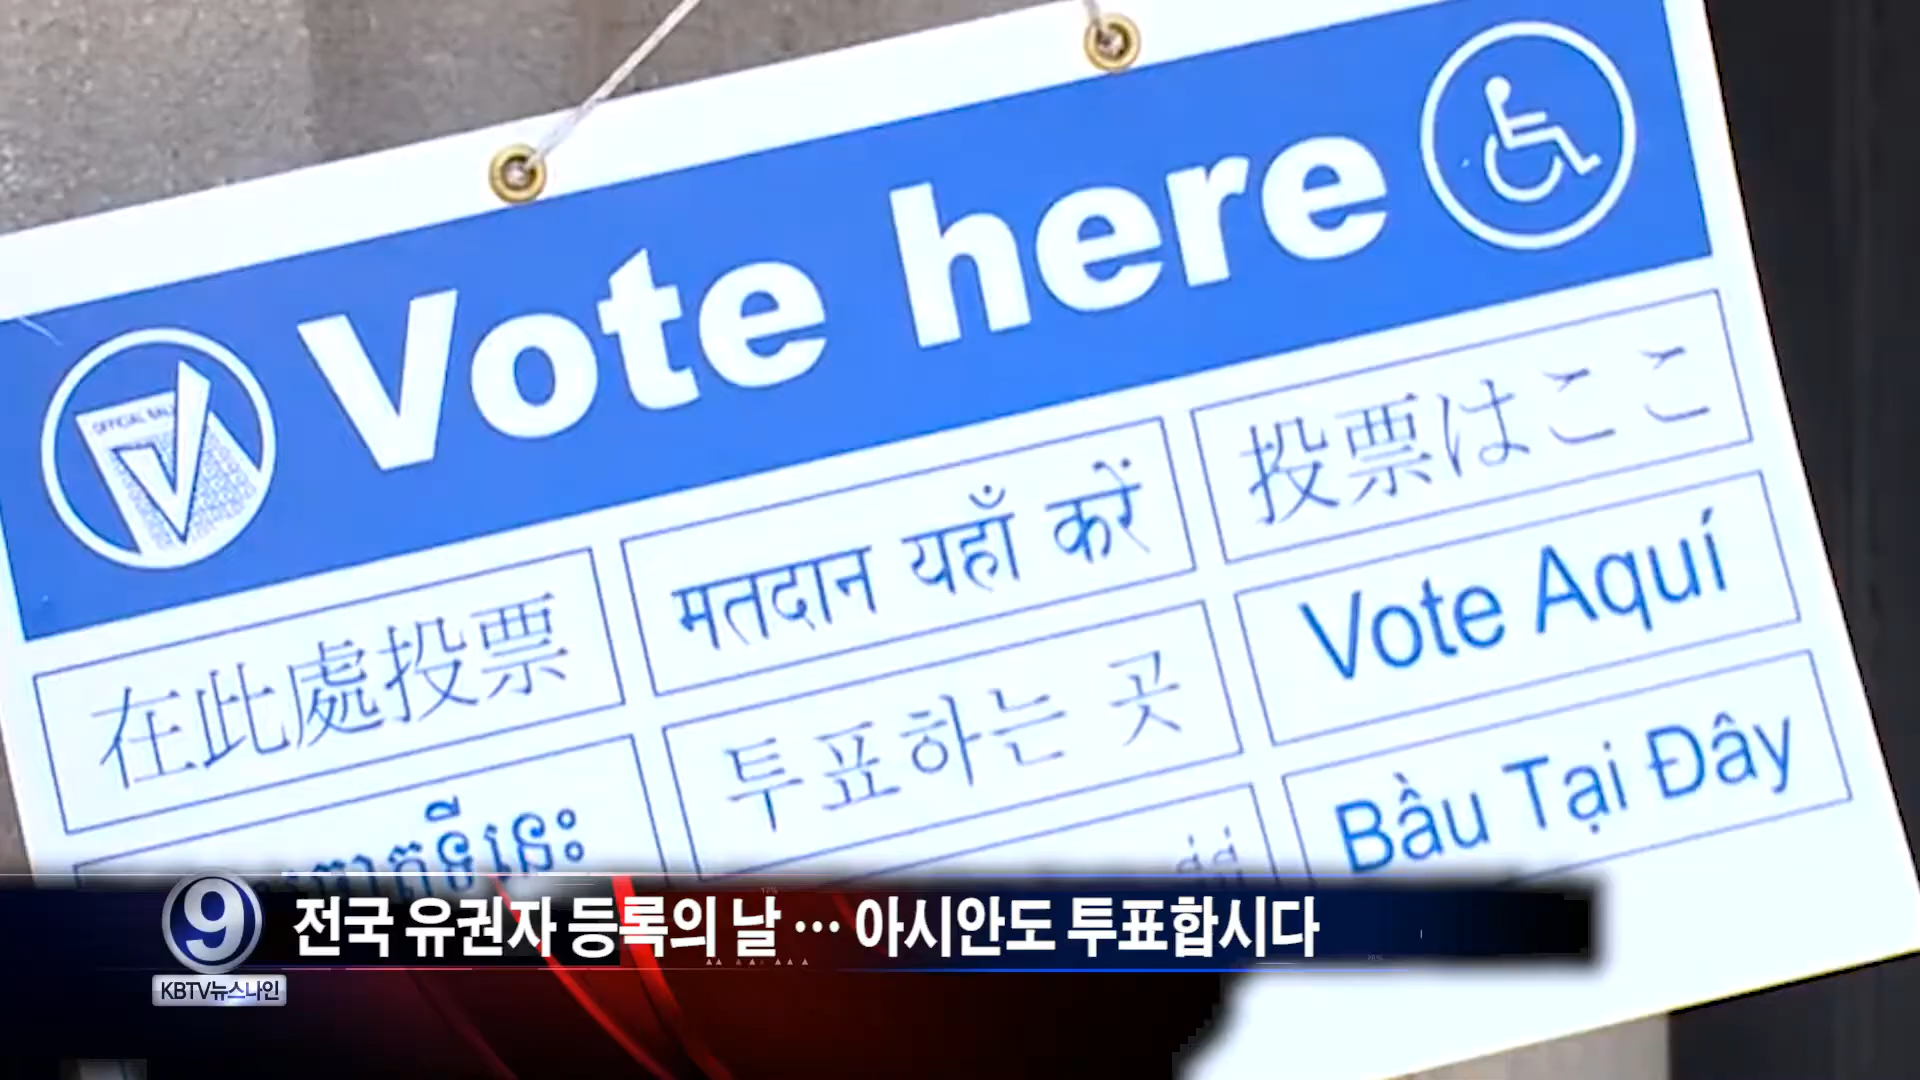 Vote here
OFFICIAL BAL
在此處投票
मतदान यहाँ करें
投票はここ
투표하는 곳
Vote Aquí
Bầu Tại Đây
9
전국 유권자 등록의 날… 아시안도 투표합시다
KBTV뉴스나인